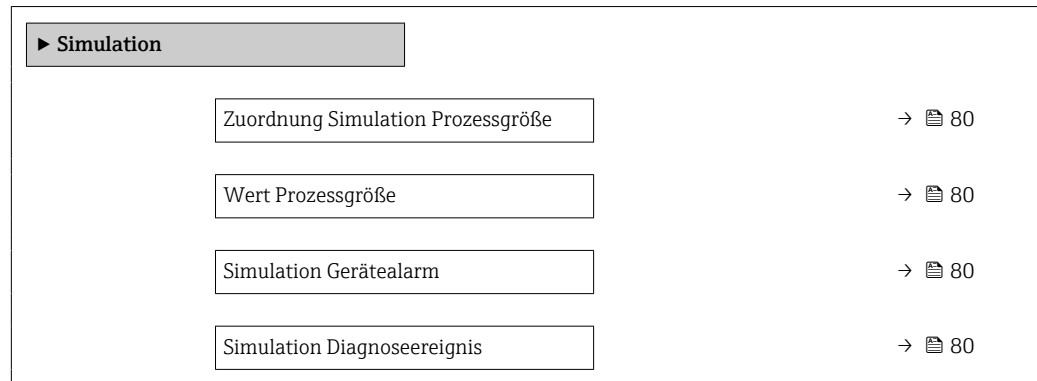 ▶ Simulation
Zuordnung Simulation Prozessgröße → 80
Wert Prozessgröße → 80
Simulation Gerätealarm → 80
Simulation Diagnoseereignis → 80